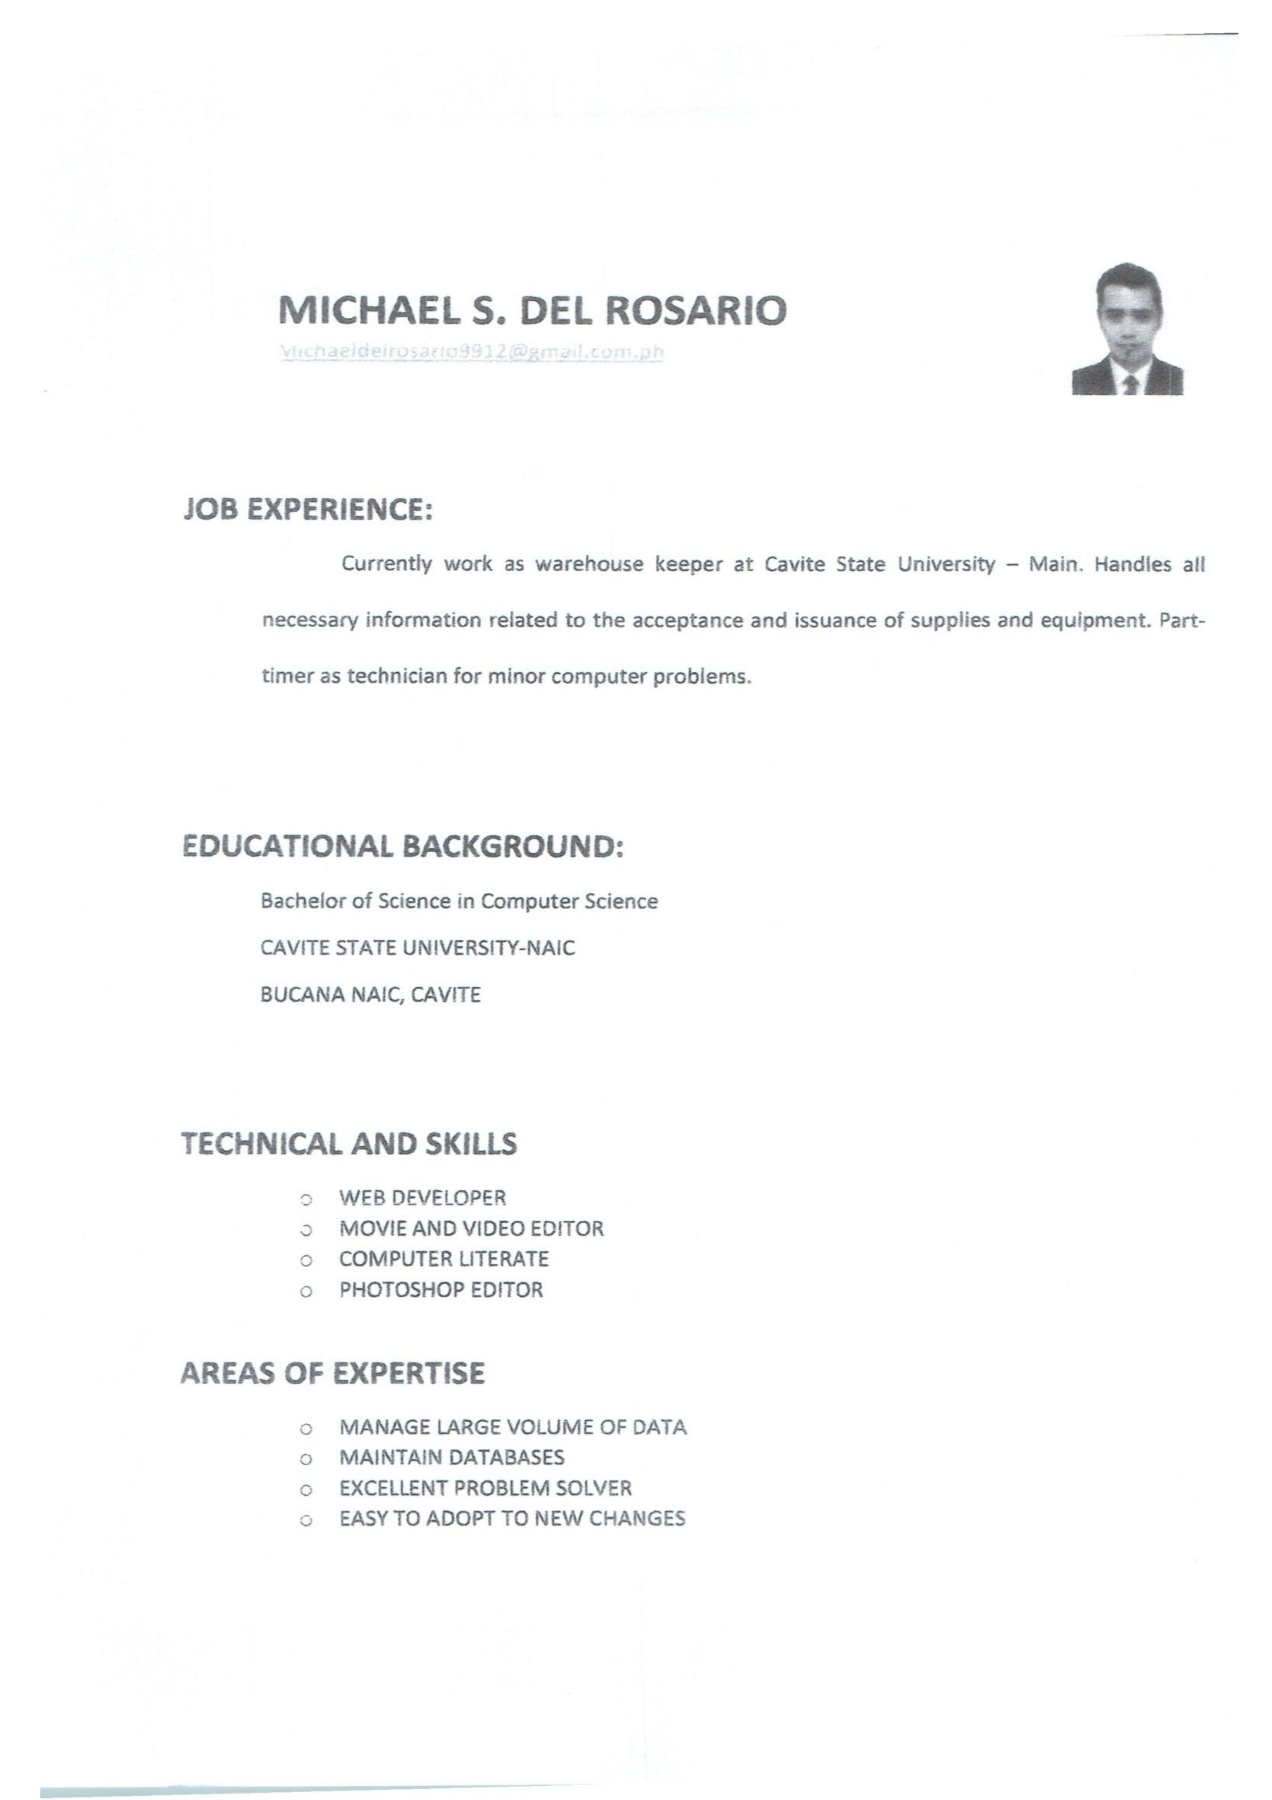 MICHAEL S. DEL ROSARIO
Michaeldelrosario9912@gmail.com.ph
JOB EXPERIENCE:
Currently work as warehouse keeper at Cavite State University – Main. Handles all
necessary information related to the acceptance and issuance of supplies and equipment. Part-
timer as technician for minor computer problems.
EDUCATIONAL BACKGROUND:
Bachelor of Science in Computer Science
CAVITE STATE UNIVERSITY-NAIC
BUCANA NAIC, CAVITE
TECHNICAL AND SKILLS
○ WEB DEVELOPER
○ MOVIE AND VIDEO EDITOR
○ COMPUTER LITERATE
○ PHOTOSHOP EDITOR
AREAS OF EXPERTISE
○ MANAGE LARGE VOLUME OF DATA
○ MAINTAIN DATABASES
○ EXCELLENT PROBLEM SOLVER
○ EASY TO ADOPT TO NEW CHANGES